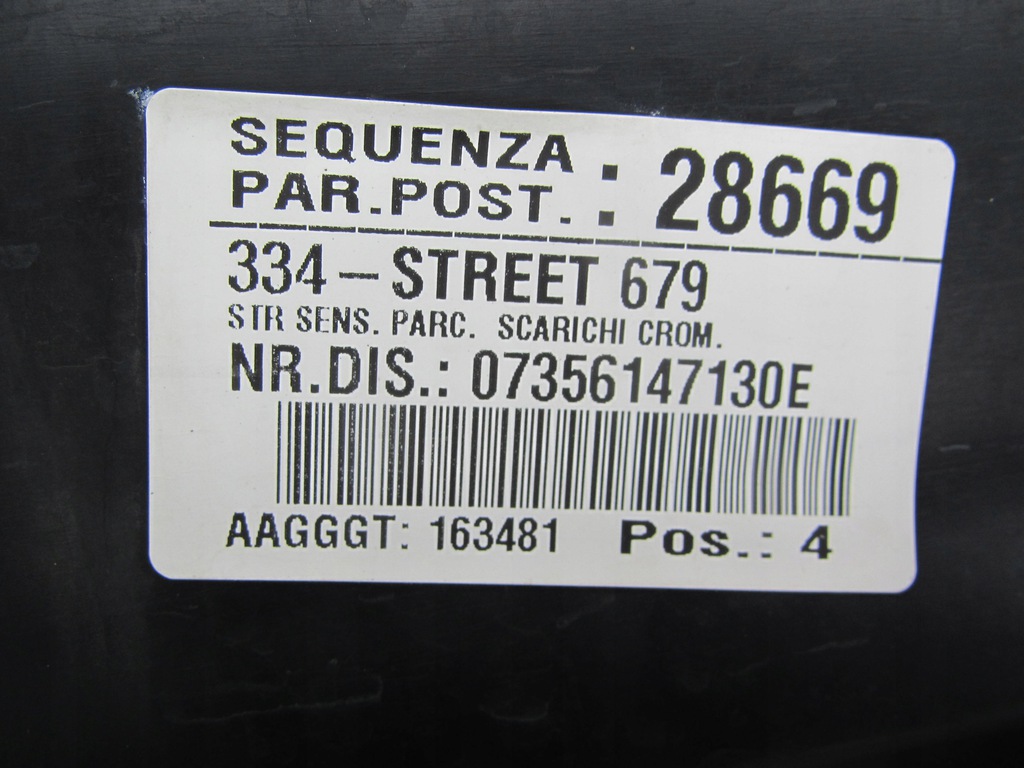 SEQUENZA
PAR.POST. : 28669
334-STREET 679
STR SENS. PARC. SCARICHI CROM.
NR.DIS.: 07356147130E
AAGGGT: 163481 Pos.: 4